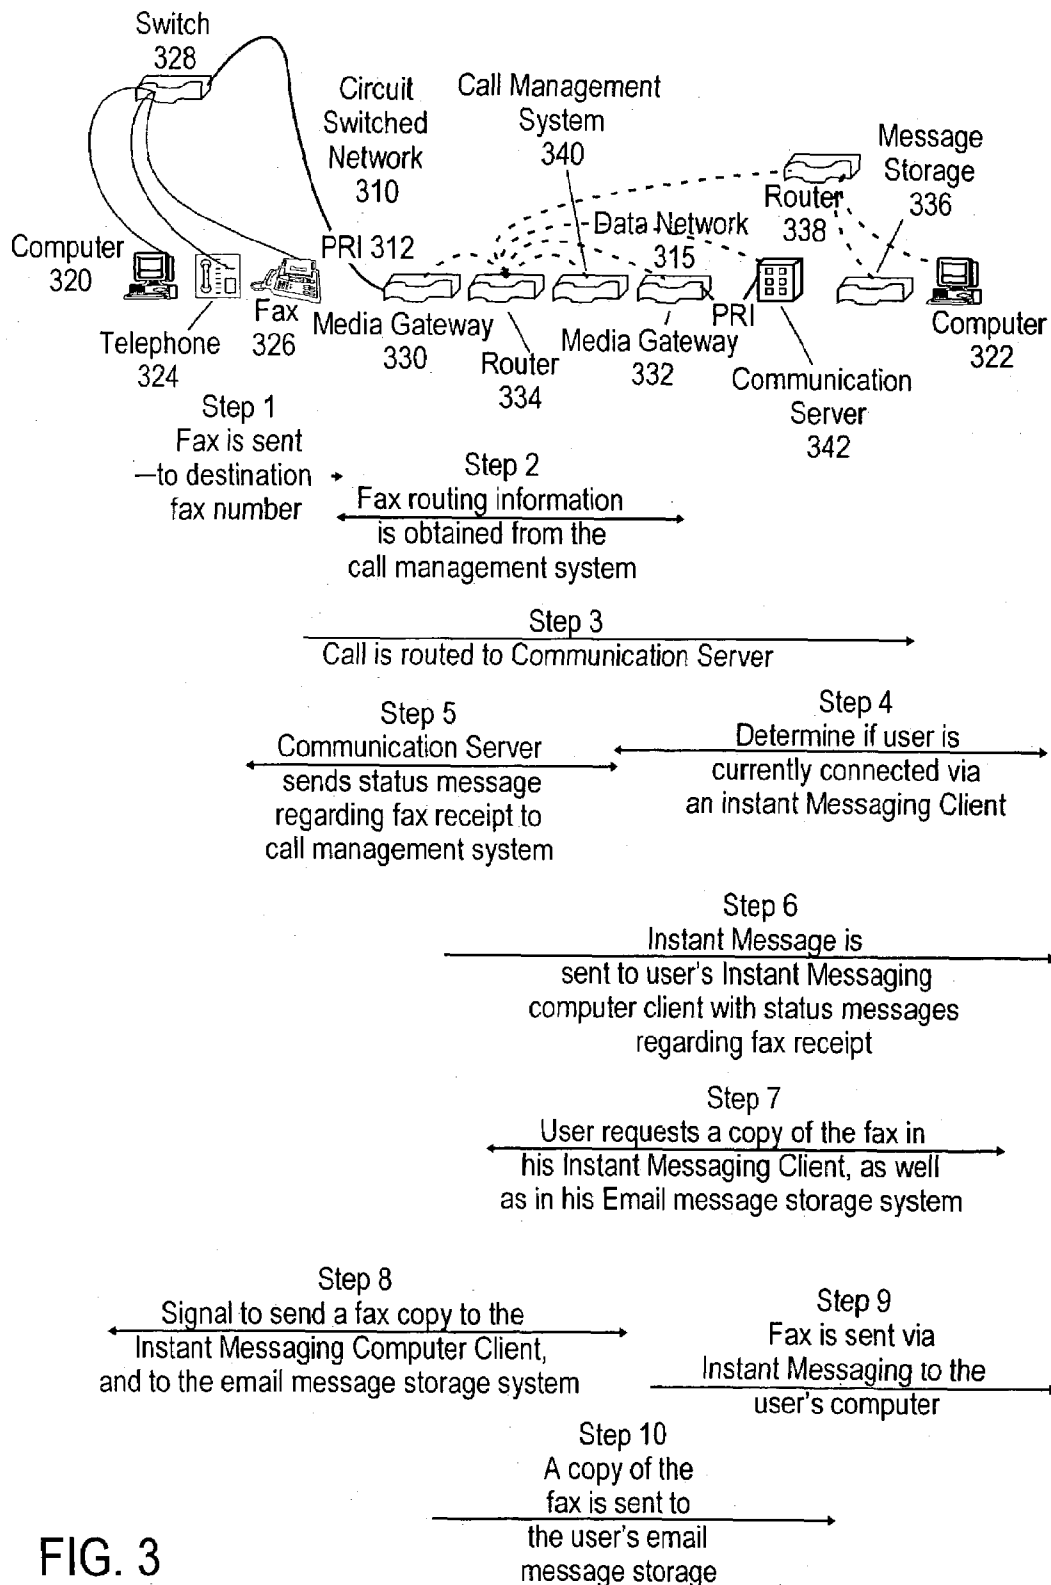 Switch
328
Circuit
Switched
Network
310
Call Management
System
340
Message
Storage
336
Router
338
Data Network
315
PRI 312
Computer
320
Telephone
324
Fax
326
Media Gateway
330
Router
334
Media Gateway
332
PRI
Communication
Server
342
Computer
322
Step 1
Fax is sent
to destination
fax number
Step 2
Fax routing information
is obtained from the
call management system
Step 3
Call is routed to Communication Server
Step 5
Communication Server
sends status message
regarding fax receipt to
call management system
Step 4
Determine if user is
currently connected via
an instant Messaging Client
Step 6
Instant Message is
sent to user's Instant Messaging
computer client with status messages
regarding fax receipt
Step 7
User requests a copy of the fax in
his Instant Messaging Client, as well
as in his Email message storage system
Step 8
Signal to send a fax copy to the
Instant Messaging Computer Client,
and to the email message storage system
Step 9
Fax is sent via
Instant Messaging to the
user's computer
Step 10
A copy of the
fax is sent to
the user's email
message storage
FIG. 3